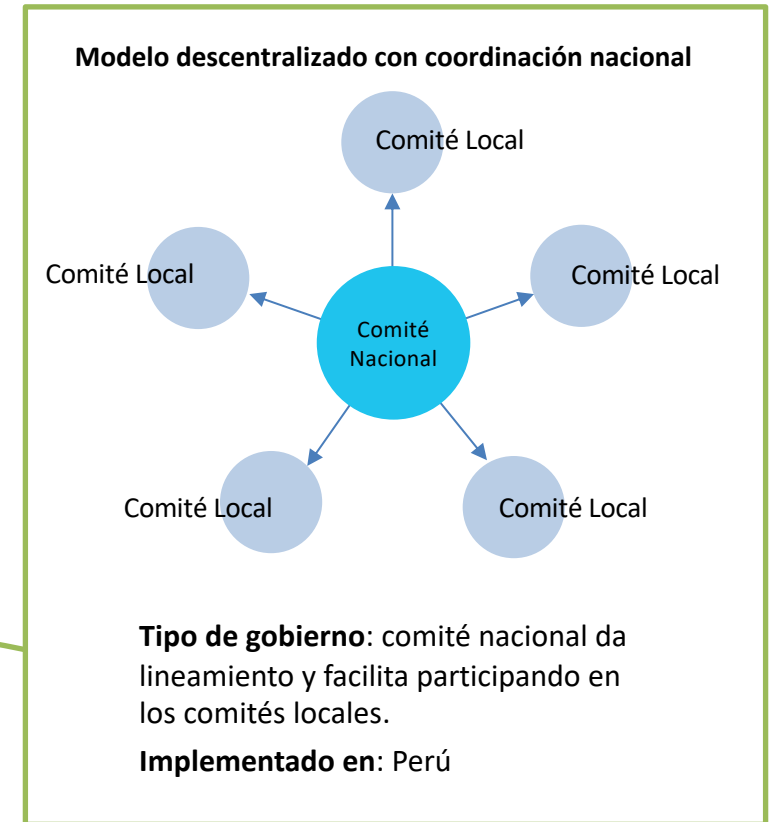 Modelo descentralizado con coordinación nacional
Comité Local
Comité Local
Comité Local
Comité
Nacional
Comité Local
Comité Local
Tipo de gobierno: comité nacional da
lineamiento y facilita participando en
los comités locales.
Implementado en: Perú